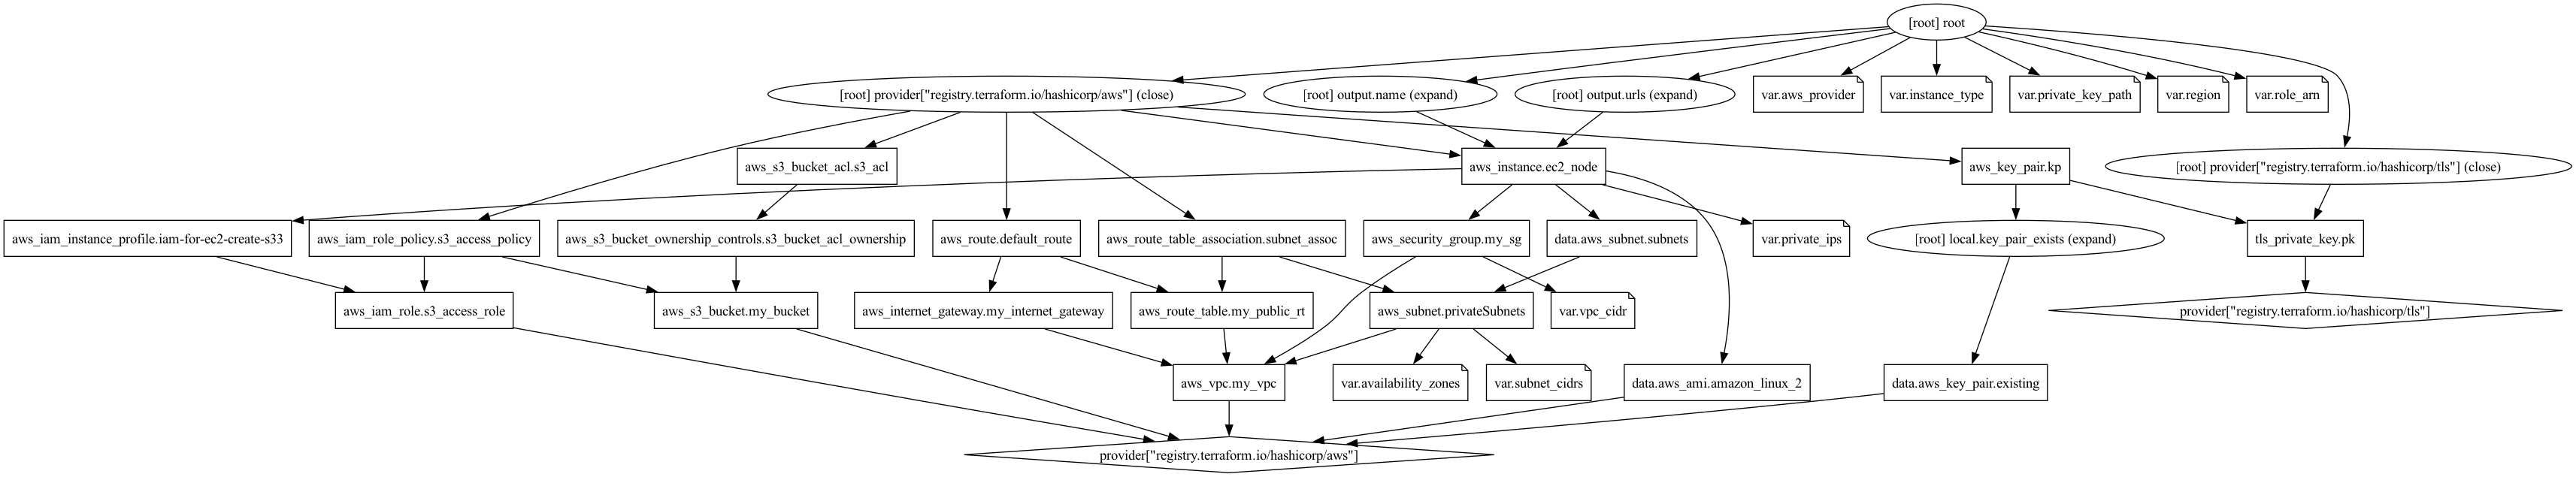 [root] root
[root] provider["registry.terraform.io/hashicorp/aws"] (close)
[root] output.name (expand)
[root] output.urls (expand)
var.aws_provider
var.instance_type
var.private_key_path
var.region
var.role_arn
aws_s3_bucket_acl.s3_acl
aws_instance.ec2_node
aws_key_pair.kp
[root] provider["registry.terraform.io/hashicorp/tls"] (close)
aws_iam_instance_profile.iam-for-ec2-create-s33
aws_iam_role_policy.s3_access_policy
aws_s3_bucket_ownership_controls.s3_bucket_acl_ownership
aws_route.default_route
aws_route_table_association.subnet_assoc
aws_security_group.my_sg
data.aws_subnet.subnets
var.private_ips
[root] local.key_pair_exists (expand)
tls_private_key.pk
aws_iam_role.s3_access_role
aws_s3_bucket.my_bucket
aws_internet_gateway.my_internet_gateway
aws_route_table.my_public_rt
aws_subnet.privateSubnets
var.vpc_cidr
provider["registry.terraform.io/hashicorp/tls"]
aws_vpc.my_vpc
var.availability_zones
var.subnet_cidrs
data.aws_ami.amazon_linux_2
data.aws_key_pair.existing
provider["registry.terraform.io/hashicorp/aws"]